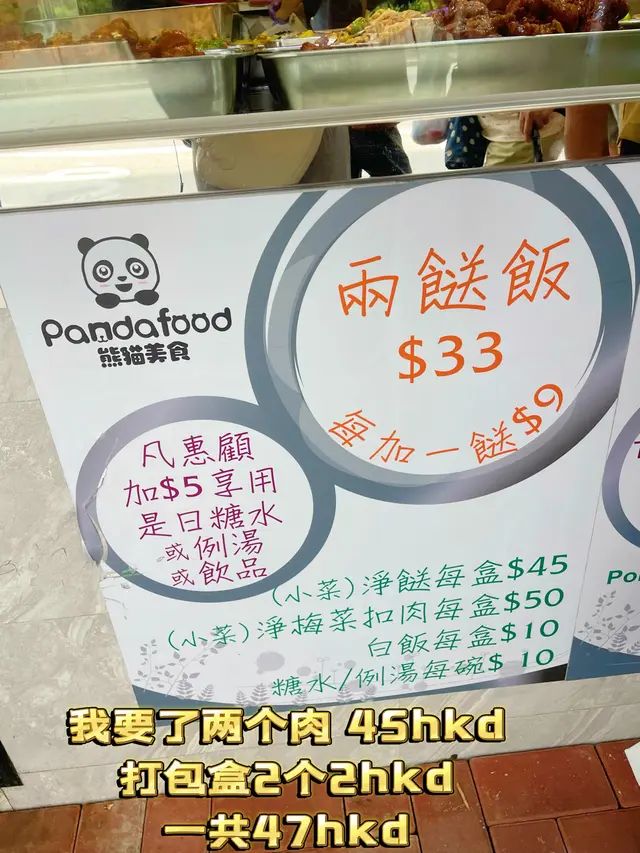 Pandafood
熊猫美食
兩餸飯
$33
每加一餸$9
凡惠顧
加$5享用
是日糖水
或例湯
或飲品
(小菜)淨餸每盒$45
(小菜)淨梅菜扣肉每盒$50
白飯每盒$10
糖水/例湯每碗$ 10
我要了两个肉 45hkd
打包盒2个2hkd
一共47hkd